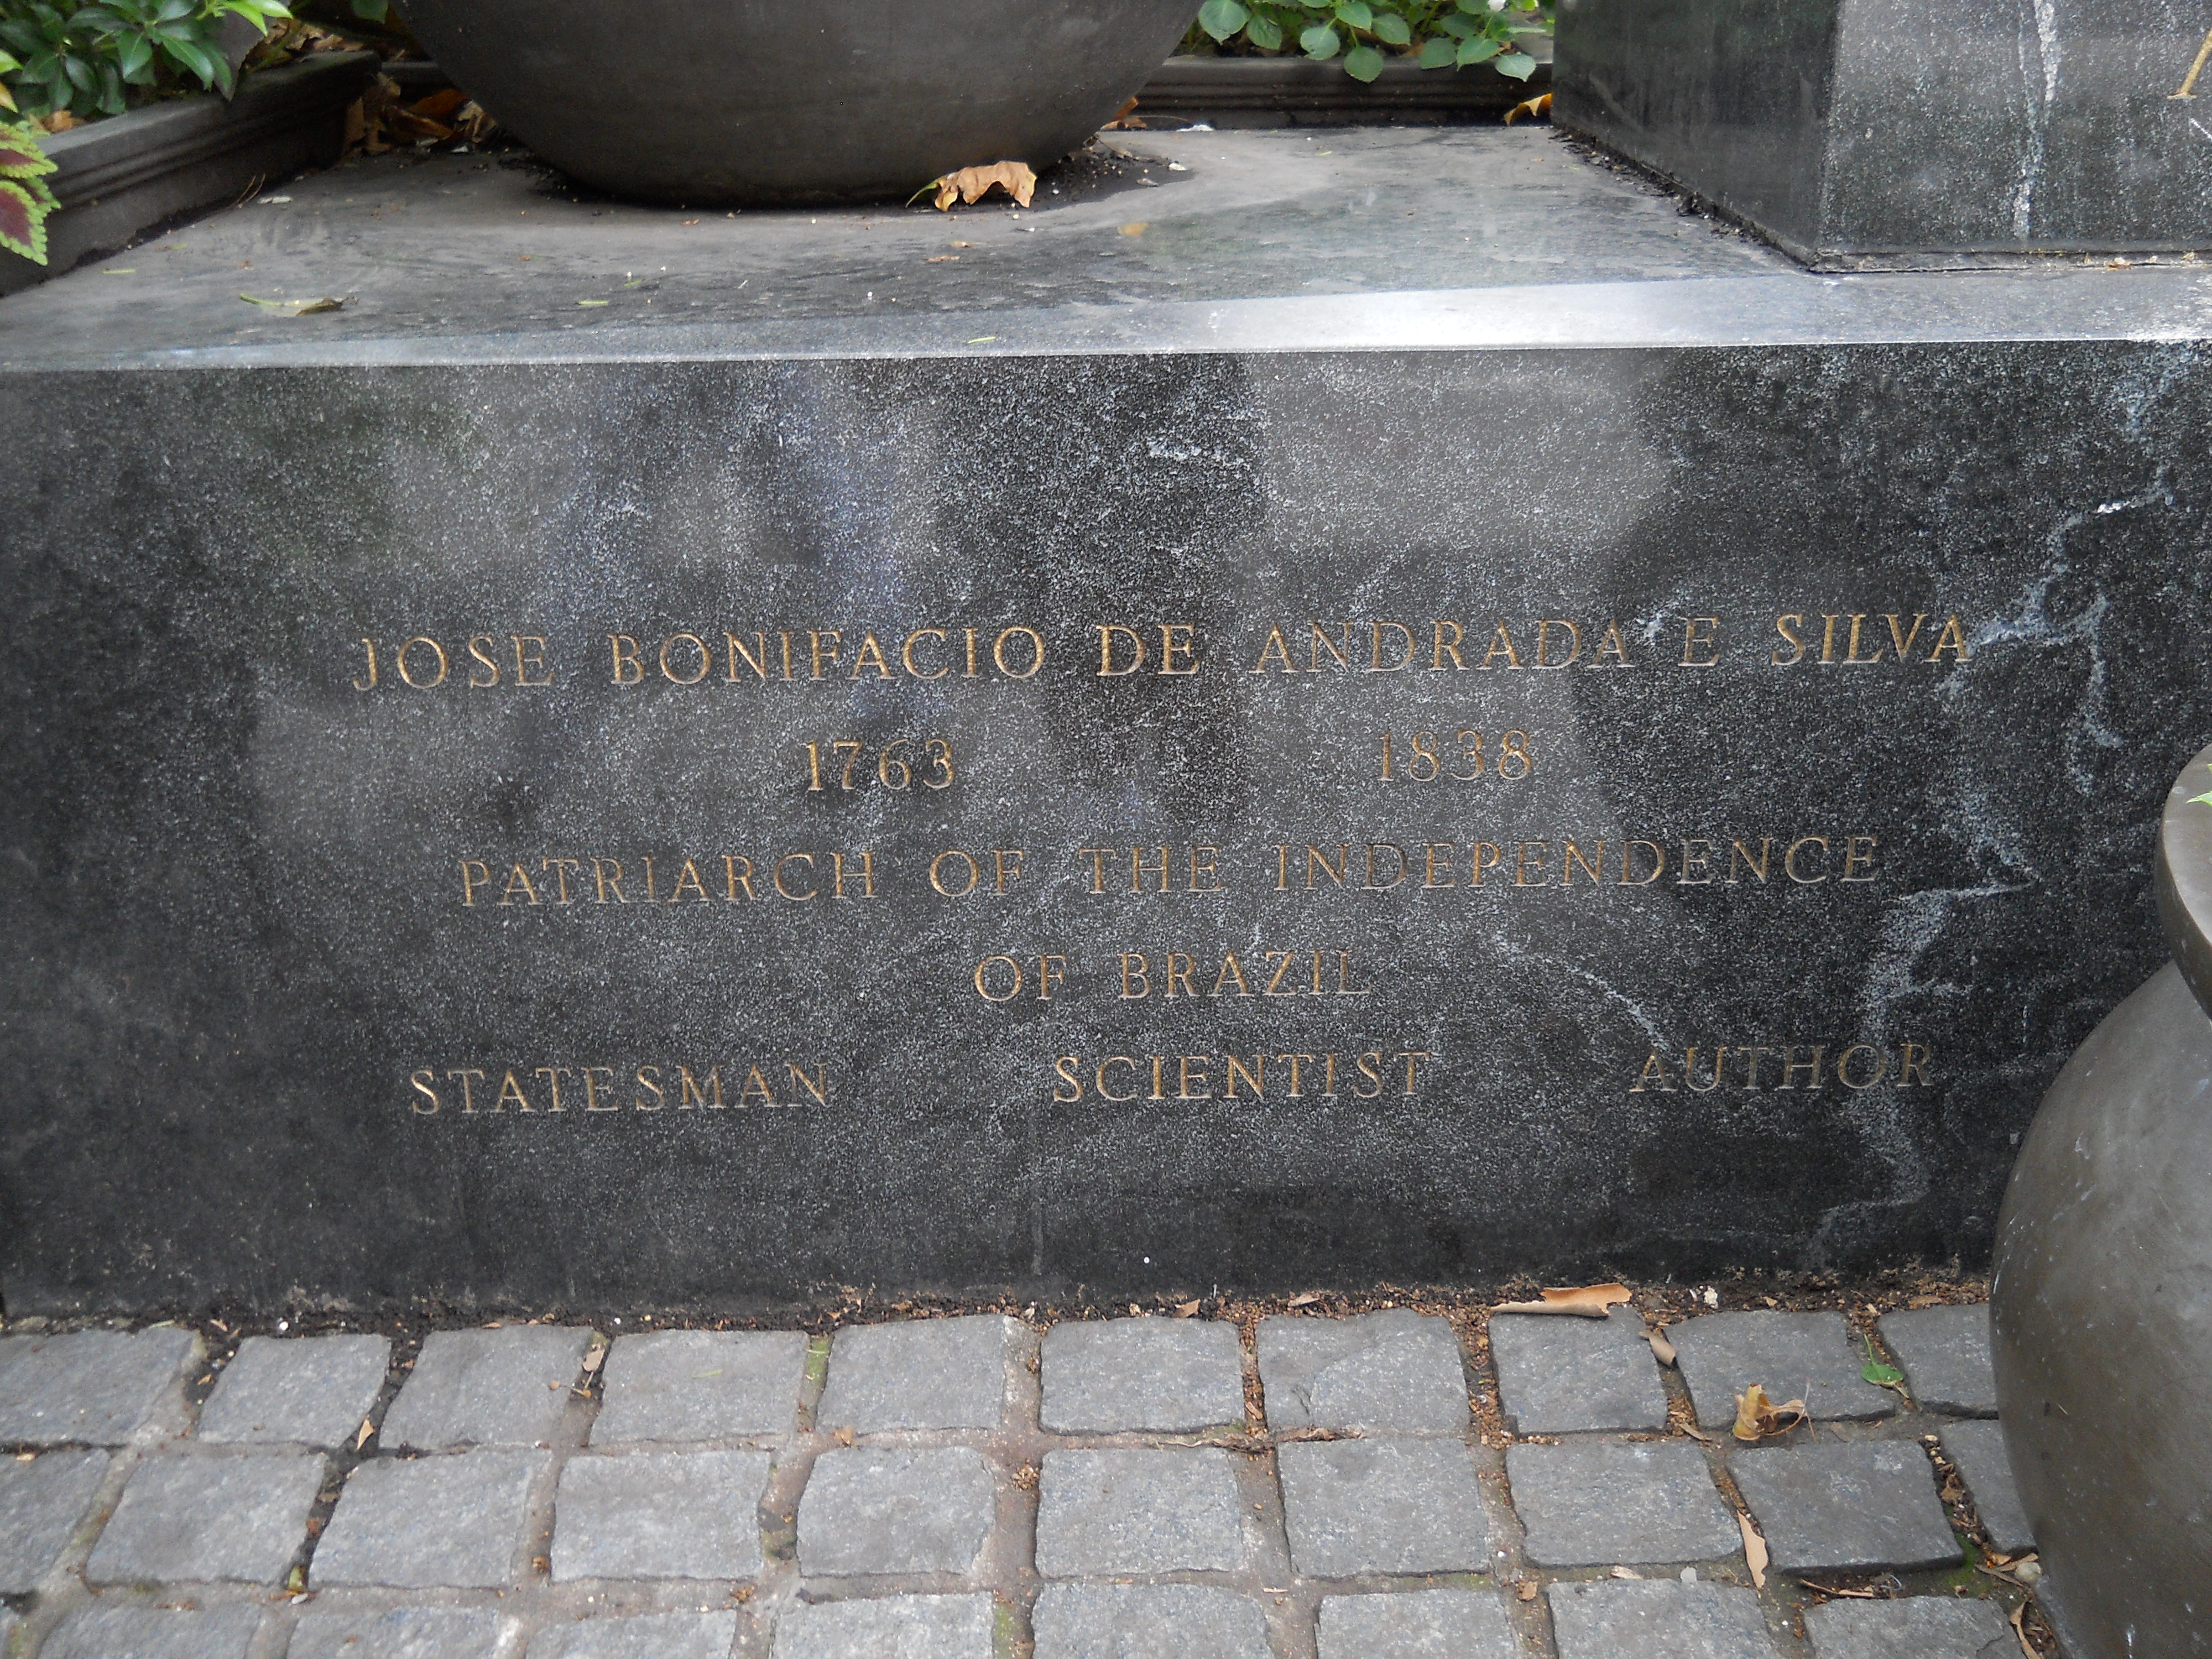 JOSE BONIFACIO DE ANDRADA E SILVA
1763 1838
PATRIARCH OF THE INDEPENDENCE
OF BRAZIL
STATESMAN SCIENTIST AUTHOR